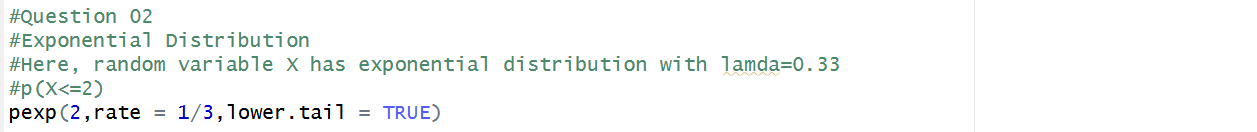 #Question 02
#Exponential Distribution
#Here, random variable X has exponential distribution with lamda=0.33
#p(X<=2)
pexp(2,rate = 1/3,lower.tail = TRUE)